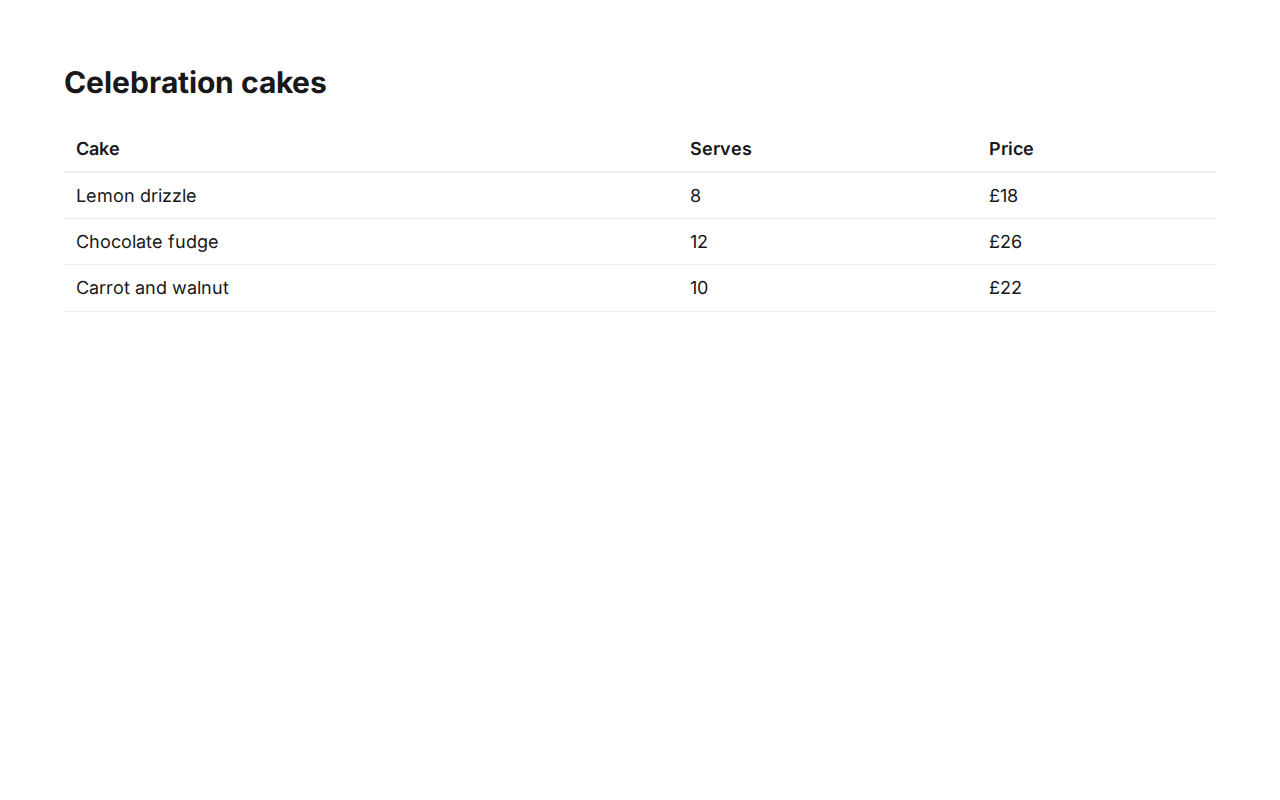 Celebration cakes
Cake Serves Price
Lemon drizzle 8 £18
Chocolate fudge 12 £26
Carrot and walnut 10 £22